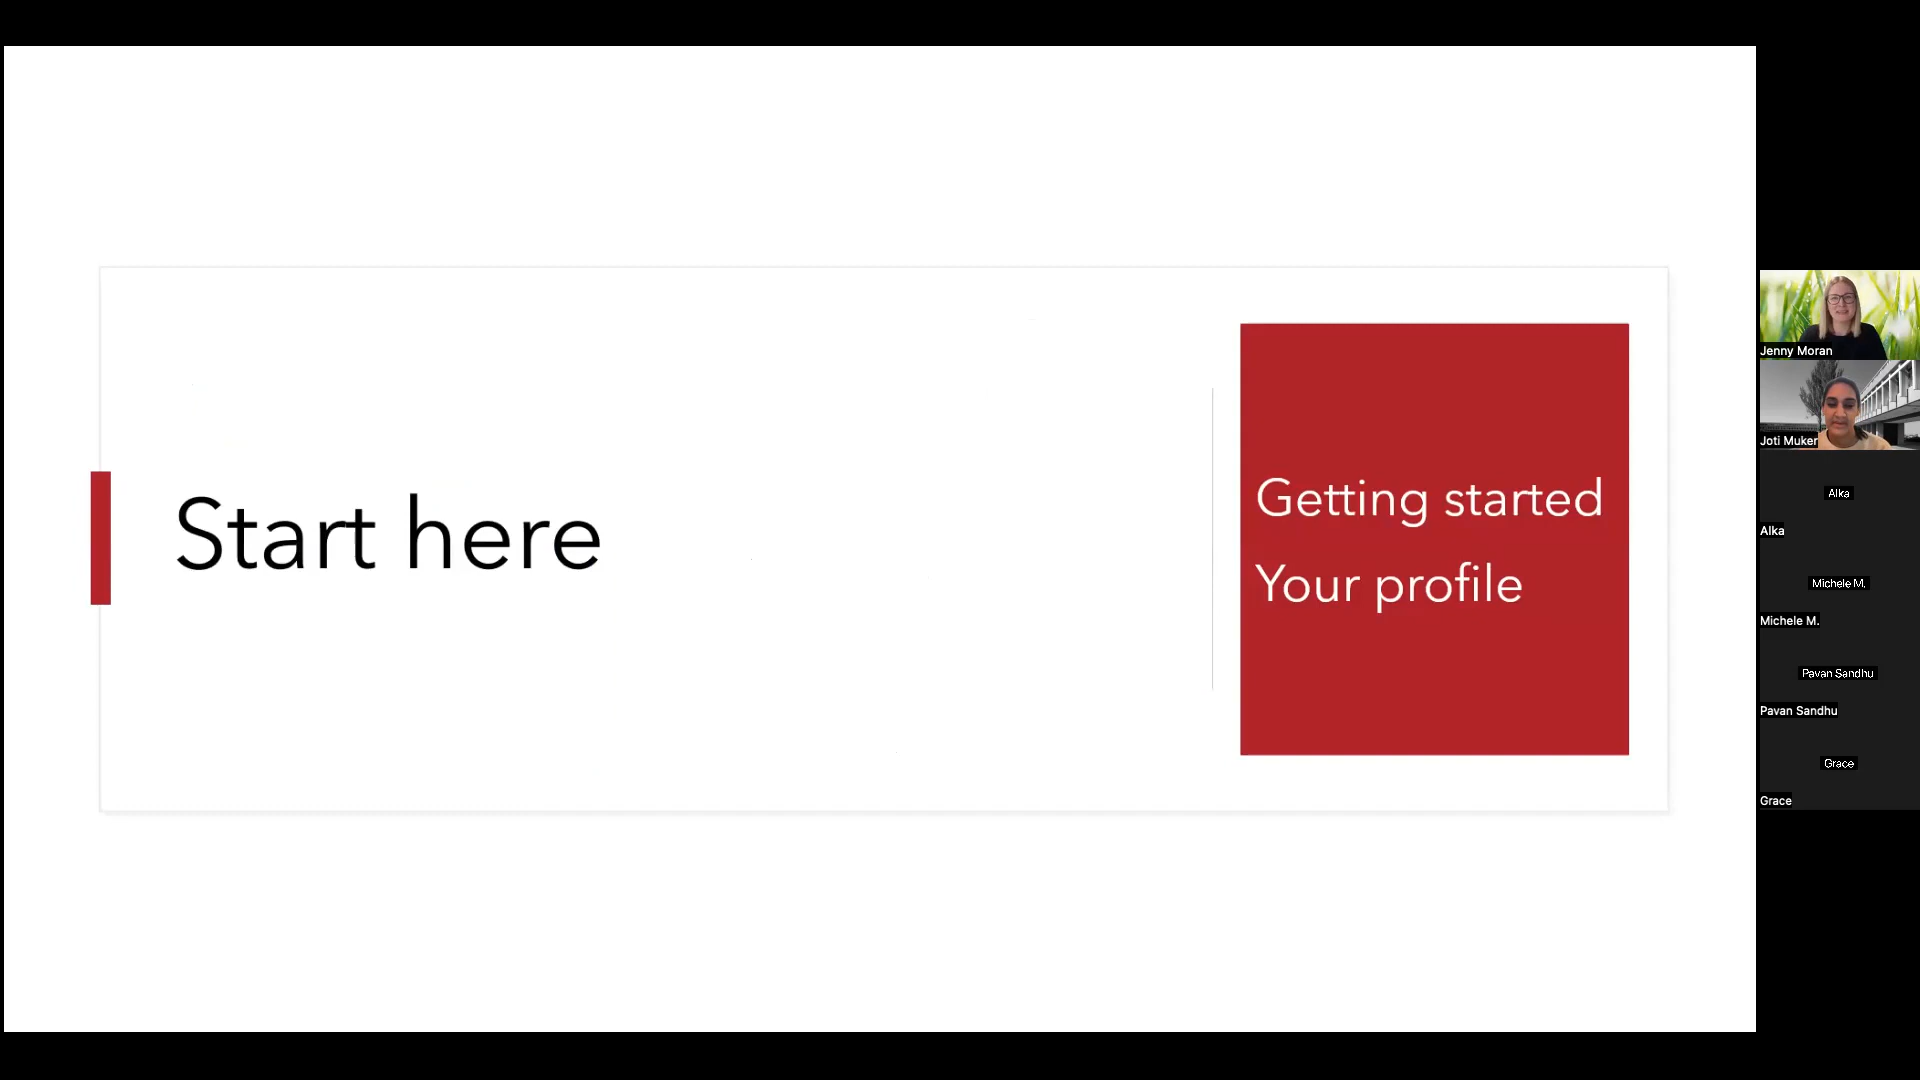 Start here
Getting started
Your profile
Jenny Moran
Joti Muker
Alka
Alka
Michele M.
Michele M.
Pavan Sandhu
Pavan Sandhu
Grace
Grace